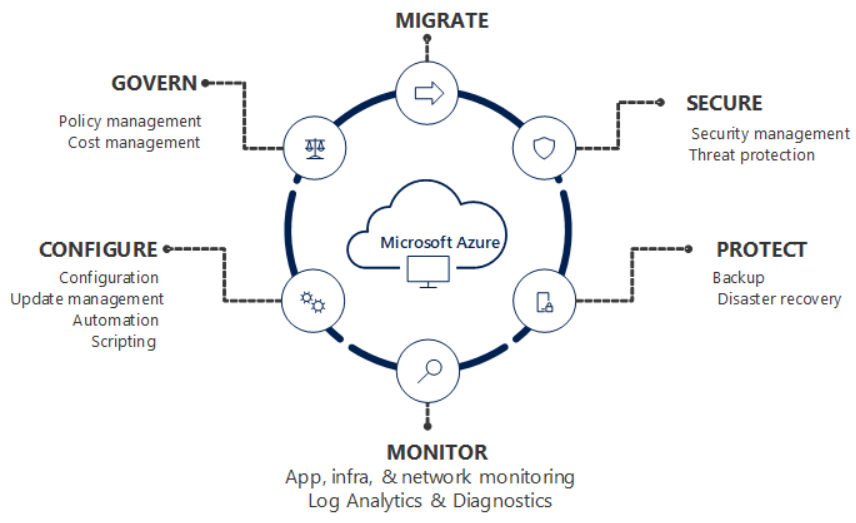 MIGRATE
GOVERN
Policy management
Cost management
SECURE
Security management
Threat protection
Microsoft Azure
CONFIGURE
Configuration
Update management
Automation
Scripting
PROTECT
Backup
Disaster recovery
MONITOR
App, infra, & network monitoring
Log Analytics & Diagnostics